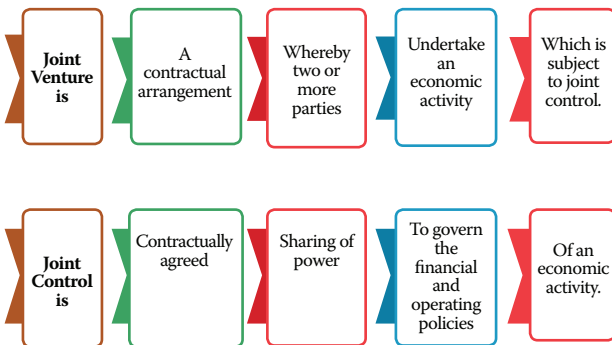 Joint
Venture
is
A
contractual
arrangement
Whereby
two or
more
parties
Undertake
an
economic
activity
Which is
subject
to joint
control.
Joint
Control
is
Contractually
agreed
Sharing of
power
To govern
the
financial
and
operating
policies
Of an
economic
activity.